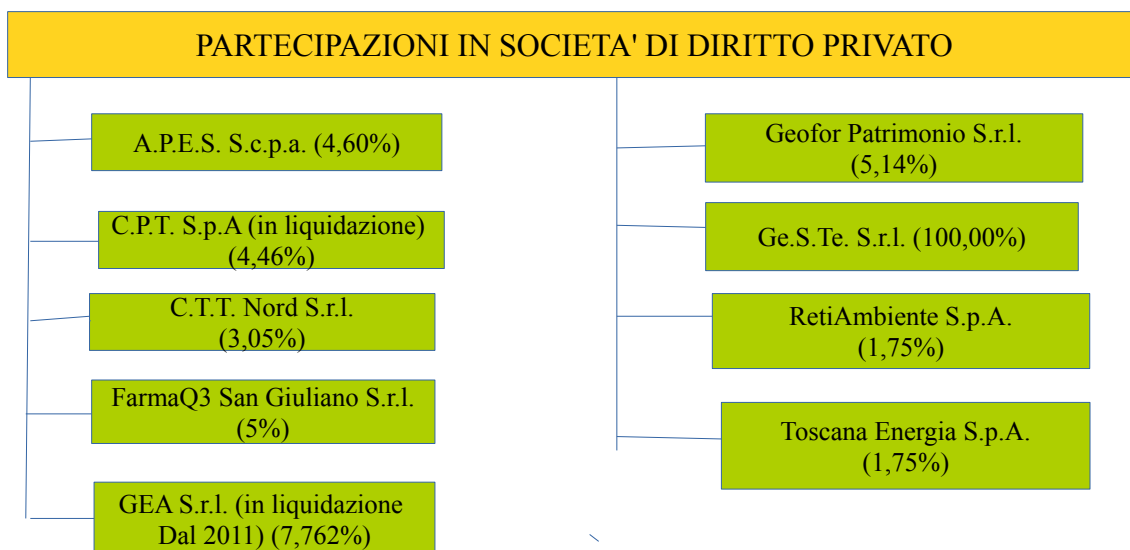 PARTECIPAZIONI IN SOCIETA' DI DIRITTO PRIVATO
A.P.E.S. S.c.p.a. (4,60%)
C.P.T. S.p.A (in liquidazione)
(4,46%)
C.T.T. Nord S.r.l.
(3,05%)
FarmaQ3 San Giuliano S.r.l.
(5%)
GEA S.r.l. (in liquidazione
Dal 2011) (7,762%)
Geofor Patrimonio S.r.l.
(5,14%)
Ge.S.Te. S.r.l. (100,00%)
RetiAmbiente S.p.A.
(1,75%)
Toscana Energia S.p.A.
(1,75%)